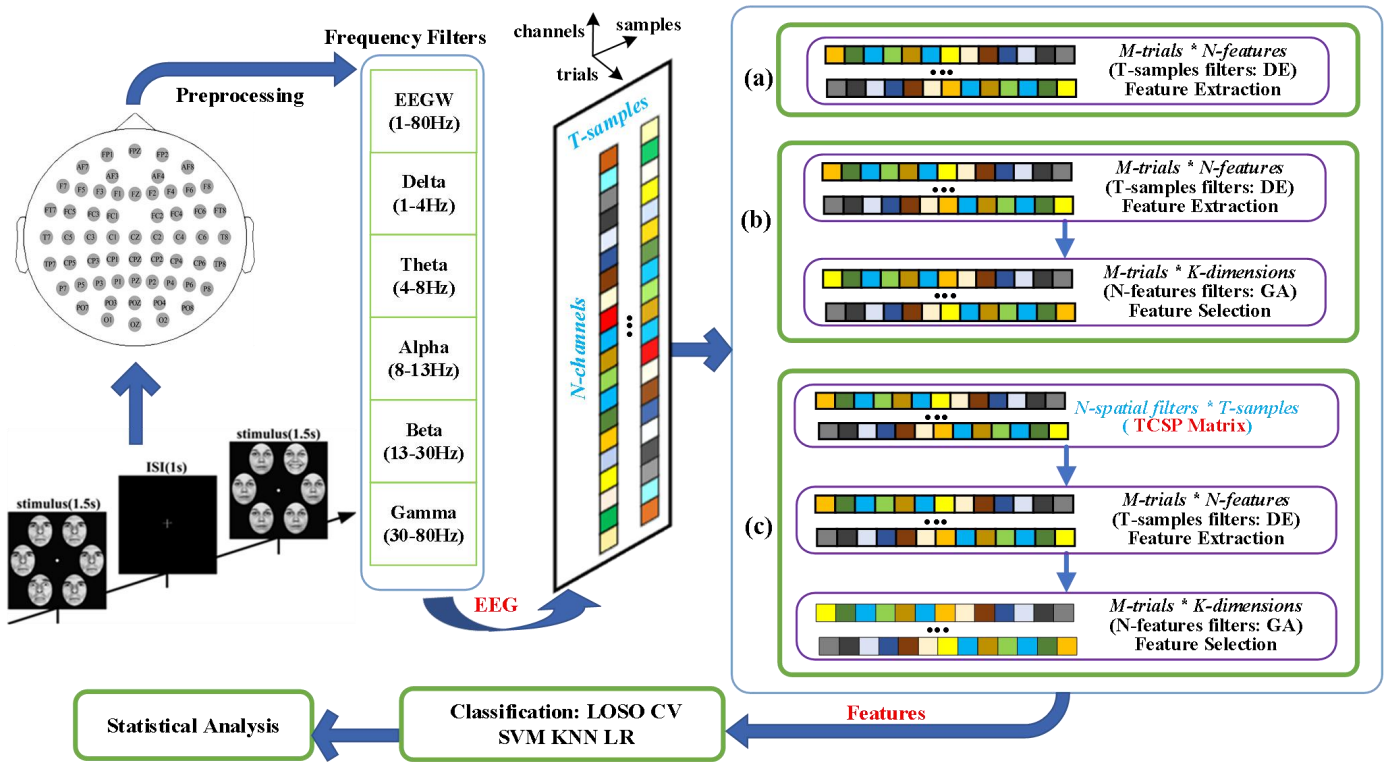 Preprocessing
FP1 FPZ FP2
AF7 AF3 AF4 AF8
F7 F5 F3 F1 FZ F2 F4 F6 F8
FT7 FC5 FC3 FC1 FC2 FC4 FC6 FT8
T7 C5 C3 C1 CZ C2 C4 C6 T8
TP7 CP5 CP3 CP1 CPZ CP2 CP4 CP6 TP8
P7 P5 P3 P1 PZ P2 P4 P6 P8
PO7 PO3 POZ PO4 PO8
O1 OZ O2
stimulus(1.5s)
ISI(1s)
stimulus(1.5s)
Frequency Filters
EEGW
(1-80Hz)
Delta
(1-4Hz)
Theta
(4-8Hz)
Alpha
(8-13Hz)
Beta
(13-30Hz)
Gamma
(30-80Hz)
EEG
channels
samples
trials
T-samples
N-channels
(a)
M-trials * N-features
(T-samples filters: DE)
Feature Extraction
(b)
M-trials * N-features
(T-samples filters: DE)
Feature Extraction
M-trials * K-dimensions
(N-features filters: GA)
Feature Selection
(c)
N-spatial filters * T-samples
( TCSP Matrix)
M-trials * N-features
(T-samples filters: DE)
Feature Extraction
M-trials * K-dimensions
(N-features filters: GA)
Feature Selection
Features
Classification: LOSO CV
SVM KNN LR
Statistical Analysis